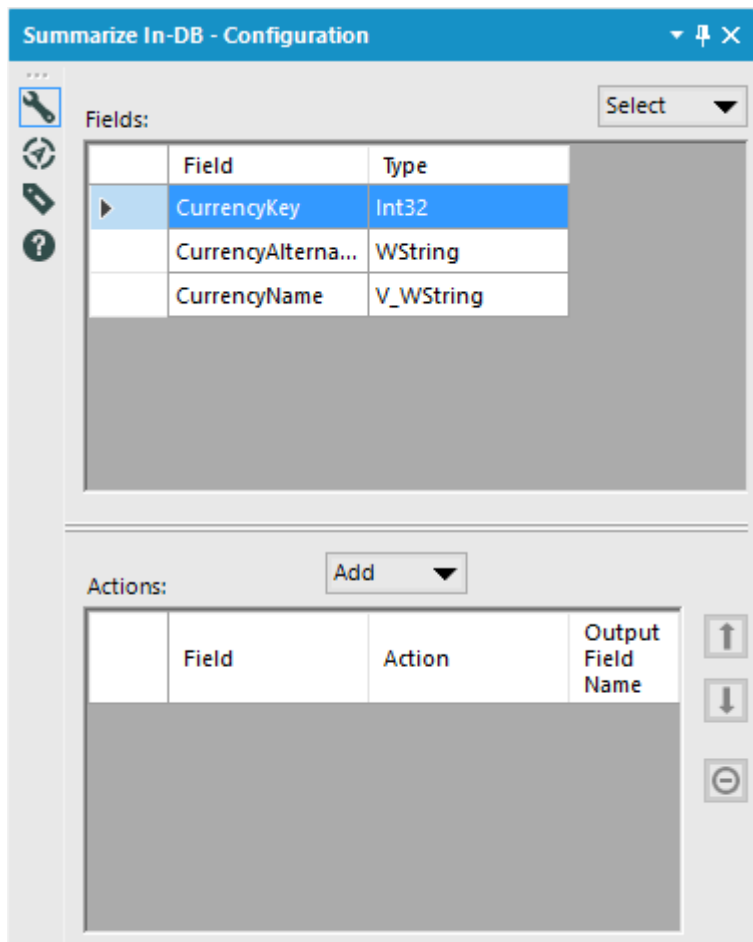 Summarize In-DB - Configuration
Fields:
Select
Field Type
CurrencyKey Int32
CurrencyAlterna... WString
CurrencyName V_WString
Actions:
Add
Field Action Output Field Name